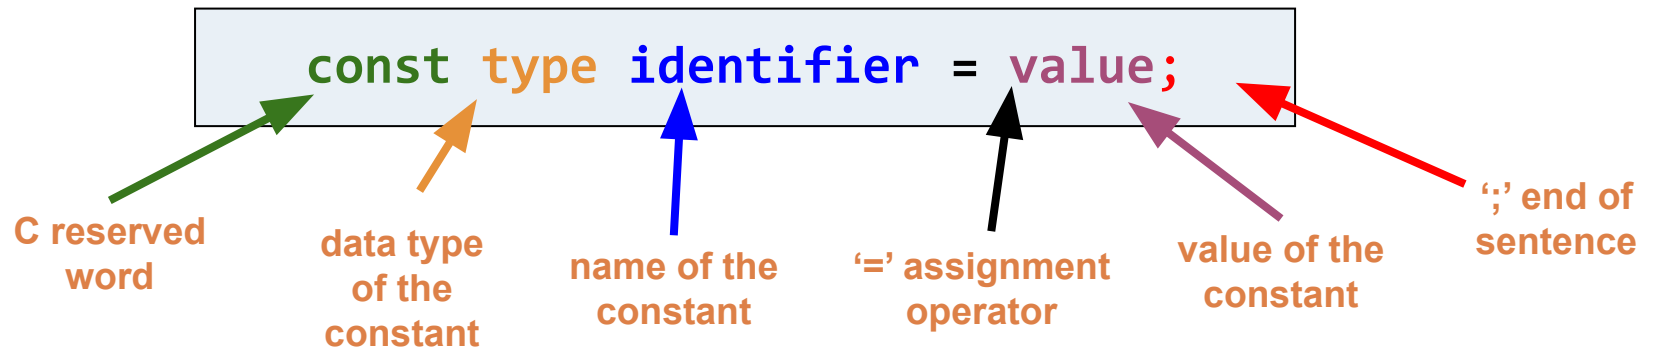 const type identifier = value;
C reserved
word
data type
of the
constant
name of the
constant
‘=’ assignment
operator
value of the
constant
‘;’ end of
sentence